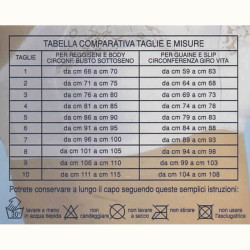 TABELLA COMPARATIVA TAGLIE E MISURE
TAGLIE PER REGGISENI E BODY PER GUAINE E SLIP
CIRCONF. BUSTO SOTTOSENO CIRCONFERENZA GIRO VITA
1 da cm 66 a cm 70 da cm 59 a cm 63
2 da cm 71 a cm 75 da cm 64 a cm 68
3 da cm 76 a cm 80 da cm 69 a cm 73
4 da cm 81 a cm 85 da cm 74 a cm 78
5 da cm 86 a cm 90 da cm 79 a cm 83
6 da cm 91 a cm 95 da cm 84 a cm 88
7 da cm 96 a cm 100 da cm 89 a cm 93
8 da cm 101 a cm 105 da cm 94 a cm 98
9 da cm 106 a cm 110 da cm 99 a cm 103
10 da cm 111 a cm 115 da cm 104 a cm 108
Potrete conservare a lungo il capo seguendo queste semplici istruzioni:
lavare a mano in acqua tiepida
non candeggiare
non lavare a secco
non stirare
non usare l'essiccatoio